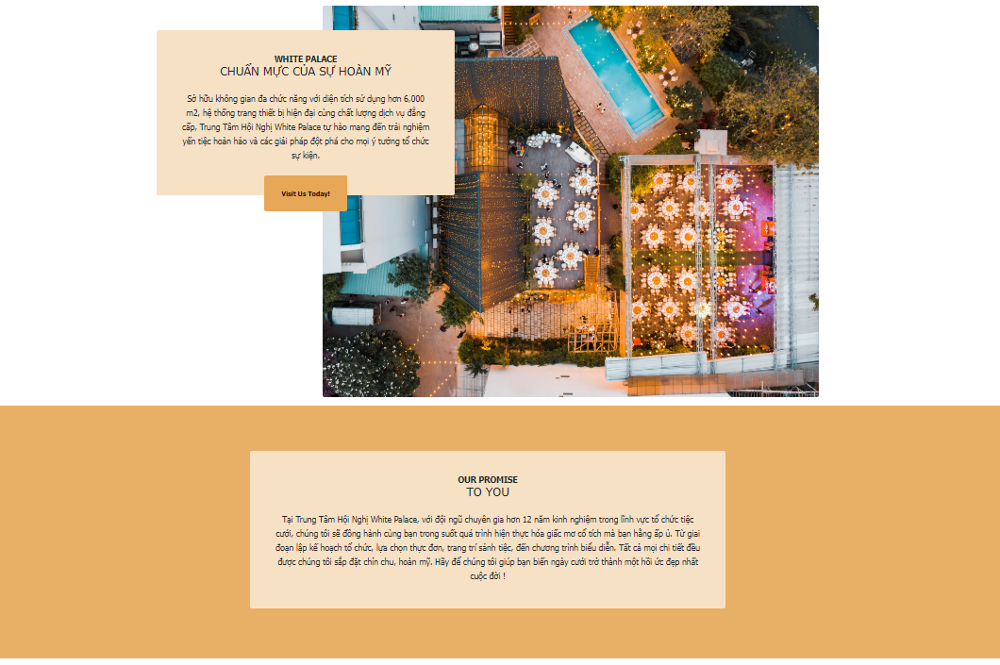 WHITE PALACE
CHUẨN MỰC CỦA SỰ HOÀN MỸ
Sở hữu không gian đa chức năng với diện tích sử dụng hơn 6,000
m2, hệ thống trang thiết bị hiện đại cùng chất lượng dịch vụ đẳng
cấp, Trung Tâm Hội Nghị White Palace tự hào mang đến trải nghiệm
yến tiệc hoàn hảo và các giải pháp đột phá cho mọi ý tưởng tổ chức
sự kiện.
Visit Us Today!
OUR PROMISE
TO YOU
Tại Trung Tâm Hội Nghị White Palace, với đội ngũ chuyên gia hơn 12 năm kinh nghiệm trong lĩnh vực tổ chức tiệc
cưới, chúng tôi sẽ đồng hành cùng bạn trong suốt quá trình hiện thực hóa giấc mơ cổ tích mà bạn hằng ấp ủ. Từ giai
đoạn lập kế hoạch tổ chức, lựa chọn thực đơn, trang trí sảnh tiệc, đến chương trình biểu diễn. Tất cả mọi chi tiết đều
được chúng tôi sắp đặt chỉn chu, hoàn mỹ. Hãy để chúng tôi giúp bạn biến ngày cưới trở thành một hồi ức đẹp nhất
cuộc đời !